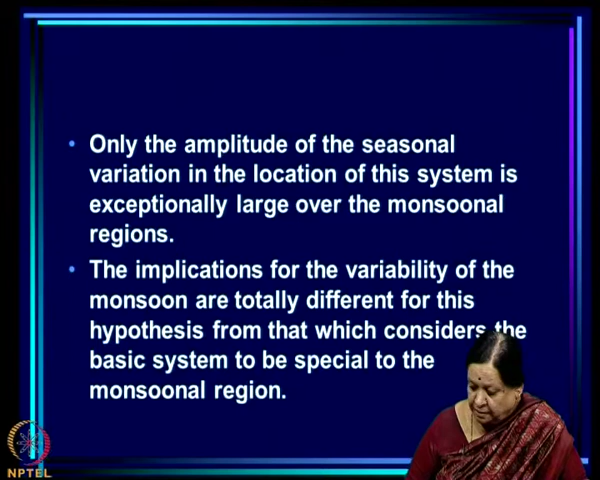 • Only the amplitude of the seasonal
variation in the location of this system is
exceptionally large over the monsoonal
regions.
• The implications for the variability of the
monsoon are totally different for this
hypothesis from that which considers the
basic system to be special to the
monsoonal region.
NPTEL